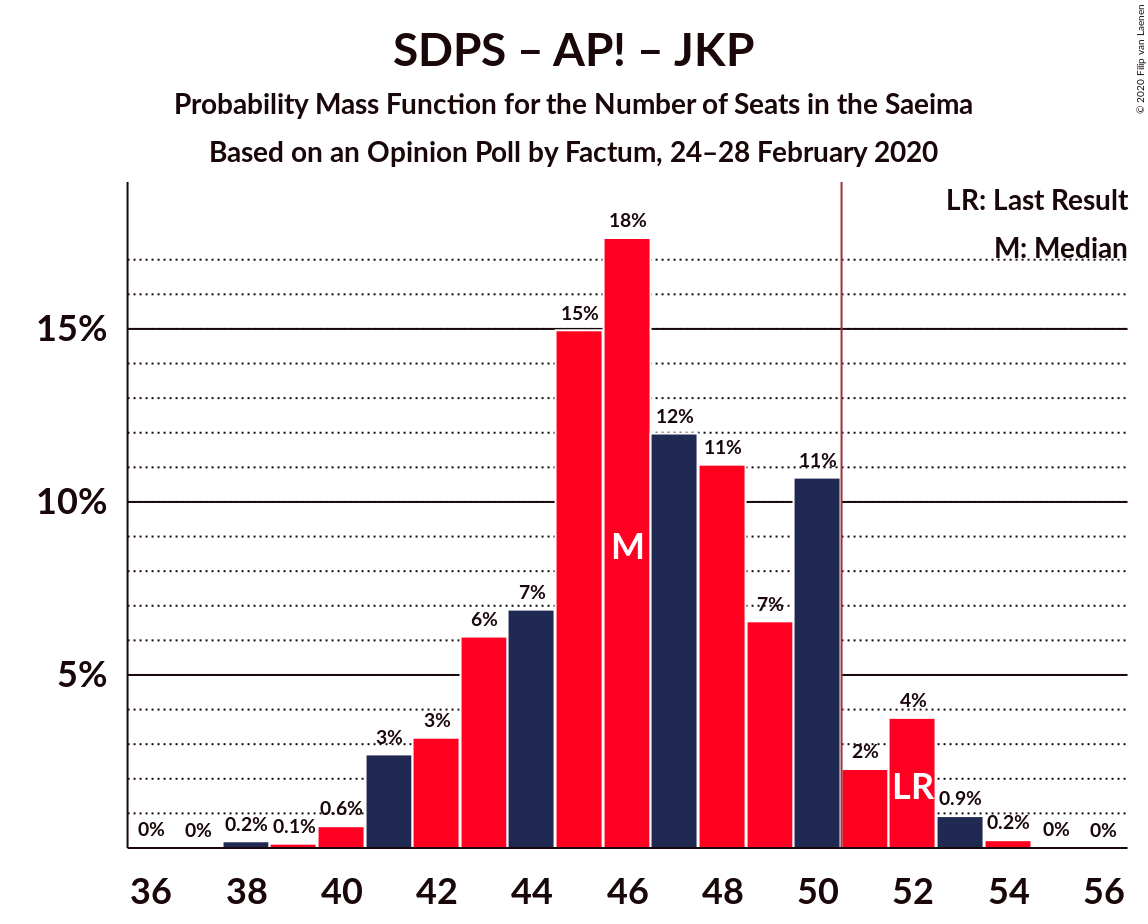 SDPS – AP! – JKP
Probability Mass Function for the Number of Seats in the Saeima
Based on an Opinion Poll by Factum, 24–28 February 2020
© 2020 Filip van Laenen
LR: Last Result
M: Median
15%
10%
5%
0%
0%
0.2%
0.1%
0.6%
3%
3%
6%
7%
15%
18%
12%
11%
7%
11%
2%
4%
0.9%
0.2%
0%
0%
M
LR
36 38 40 42 44 46 48 50 52 54 56